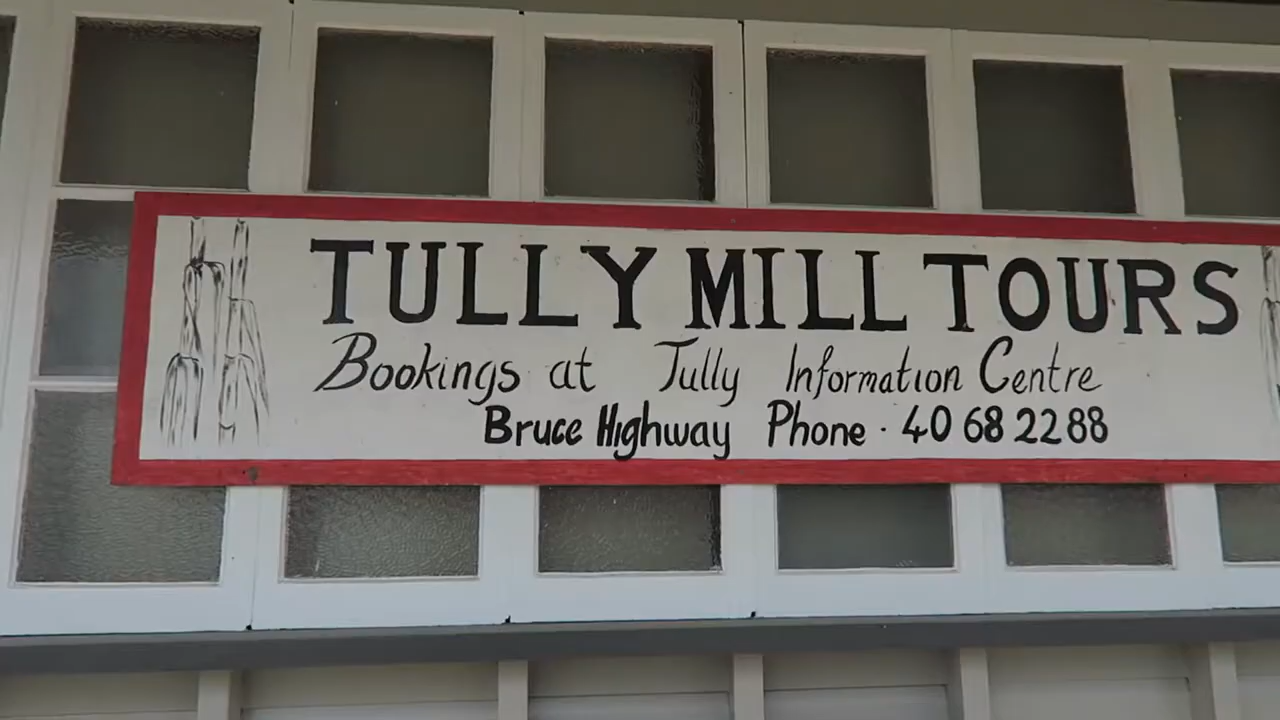 TULLY MILL TOURS
Bookings at Tully Information Centre
Bruce Highway Phone · 40 68 22 88